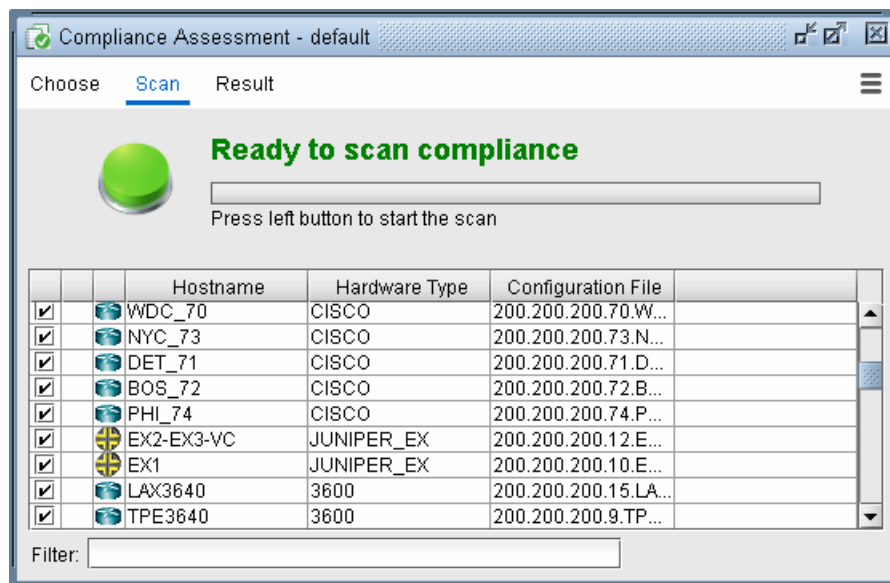 Compliance Assessment - default
Choose Scan Result
Ready to scan compliance
Press left button to start the scan
Hostname Hardware Type Configuration File
WDC_70 CISCO 200.200.200.70.W...
NYC_73 CISCO 200.200.200.73.N...
DET_71 CISCO 200.200.200.71.D...
BOS_72 CISCO 200.200.200.72.B...
PHI_74 CISCO 200.200.200.74.P...
EX2-EX3-VC JUNIPER_EX 200.200.200.12.E...
EX1 JUNIPER_EX 200.200.200.10.E...
LAX3640 3600 200.200.200.15.LA...
TPE3640 3600 200.200.200.9.TP...
Filter: